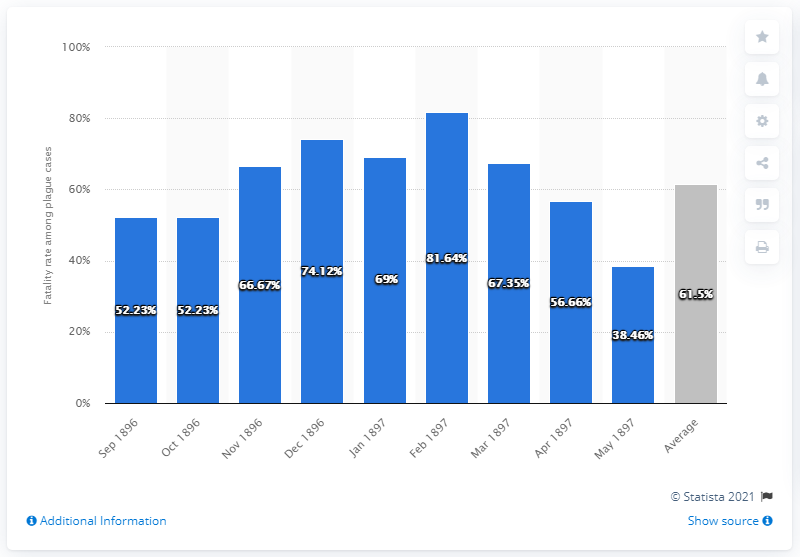 100%
80%
60%
40%
20%
0%
Fatality rate among plague cases
52.23%
52.23%
66.67%
74.12%
69%
81.64%
67.35%
56.66%
38.46%
61.5%
Sep 1896
Oct 1896
Nov 1896
Dec 1896
Jan 1897
Feb 1897
Mar 1897
Apr 1897
May 1897
Average
© Statista 2021
Additional Information
Show source